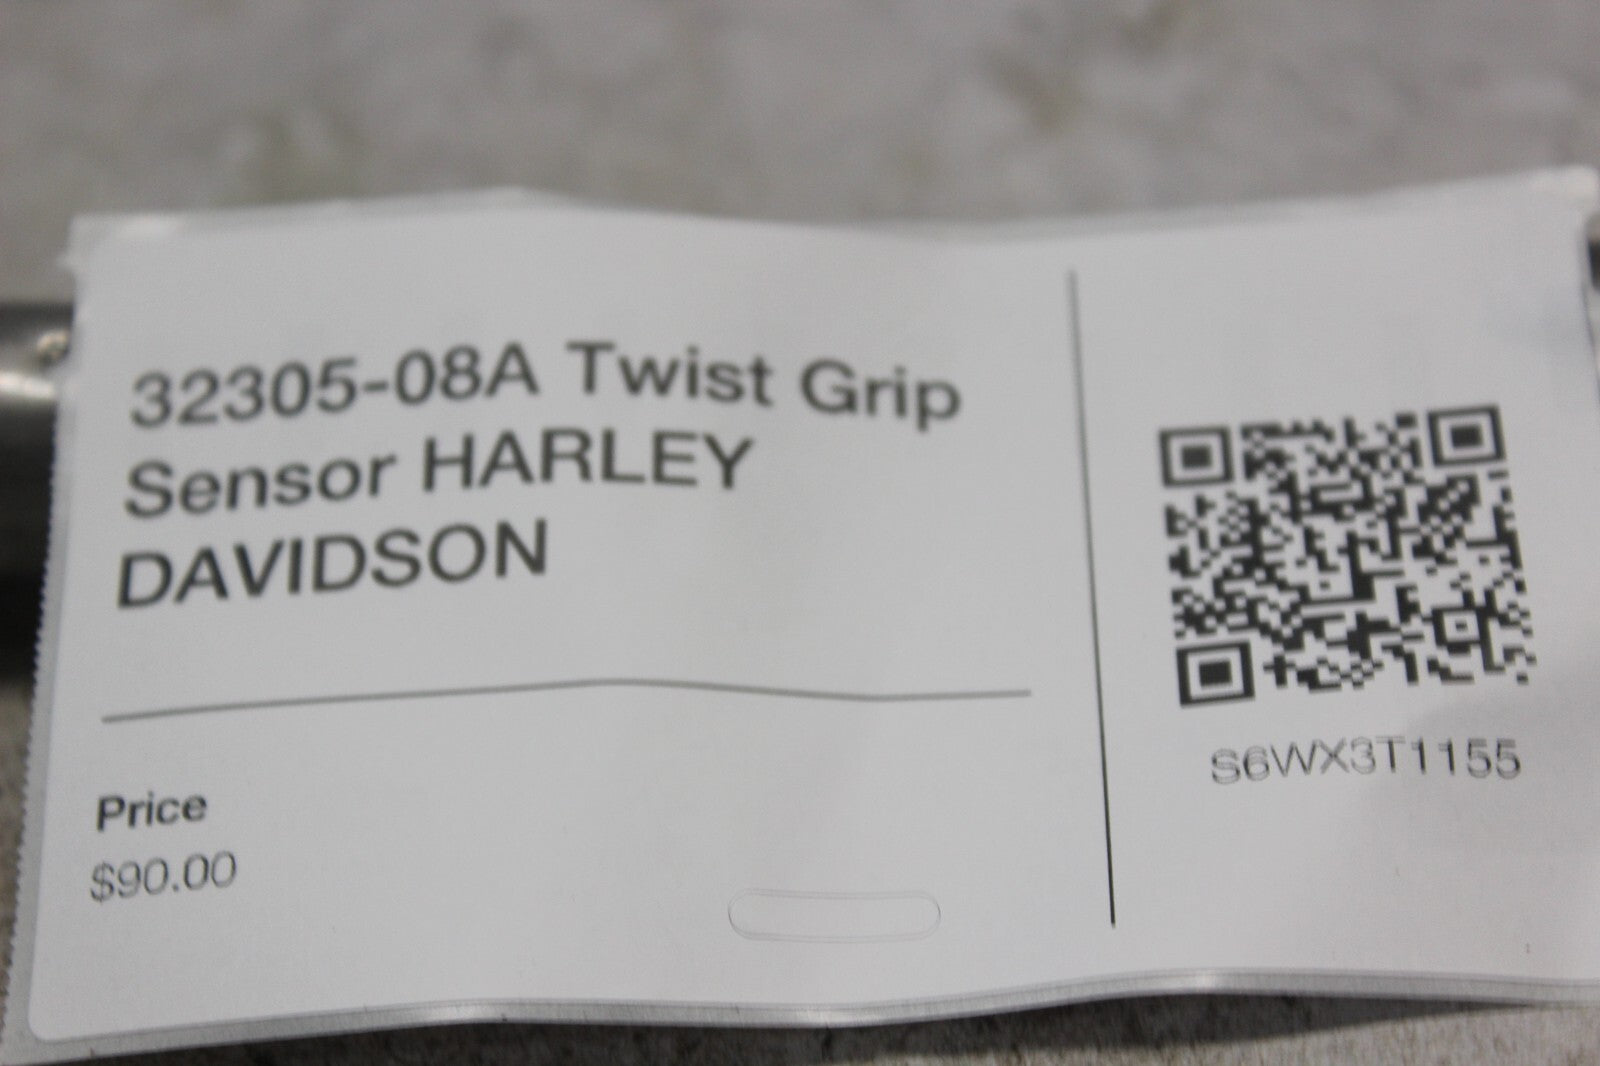 32305-08A Twist Grip
Sensor HARLEY
DAVIDSON
Price
$90.00
S6WX3T1155